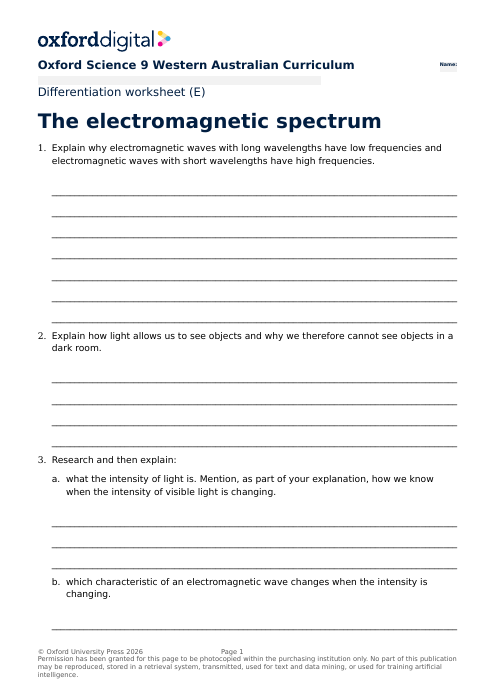 oxforddigital
Oxford Science 9 Western Australian Curriculum
Name:
Differentiation worksheet (E)
The electromagnetic spectrum
1. Explain why electromagnetic waves with long wavelengths have low frequencies and
electromagnetic waves with short wavelengths have high frequencies.
2. Explain how light allows us to see objects and why we therefore cannot see objects in a
dark room.
3. Research and then explain:
a. what the intensity of light is. Mention, as part of your explanation, how we know
when the intensity of visible light is changing.
b. which characteristic of an electromagnetic wave changes when the intensity is
changing.
© Oxford University Press 2026 Page 1
Permission has been granted for this page to be photocopied within the purchasing institution only. No part of this publication
may be reproduced, stored in a retrieval system, transmitted, used for text and data mining, or used for training artificial
intelligence.